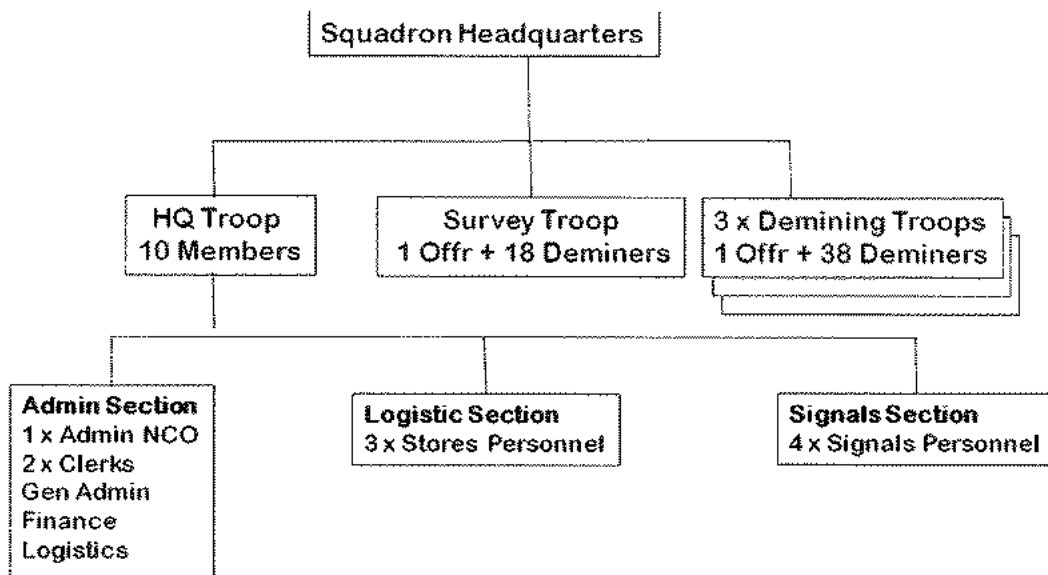 Squadron Headquarters
HQ Troop
10 Members
Survey Troop
1 Offr + 18 Deminers
3 x Demining Troops
1 Offr + 38 Deminers
Admin Section
1 x Admin NCO
2 x Clerks
Gen Admin
Finance
Logistics
Logistic Section
3 x Stores Personnel
Signals Section
4 x Signals Personnel